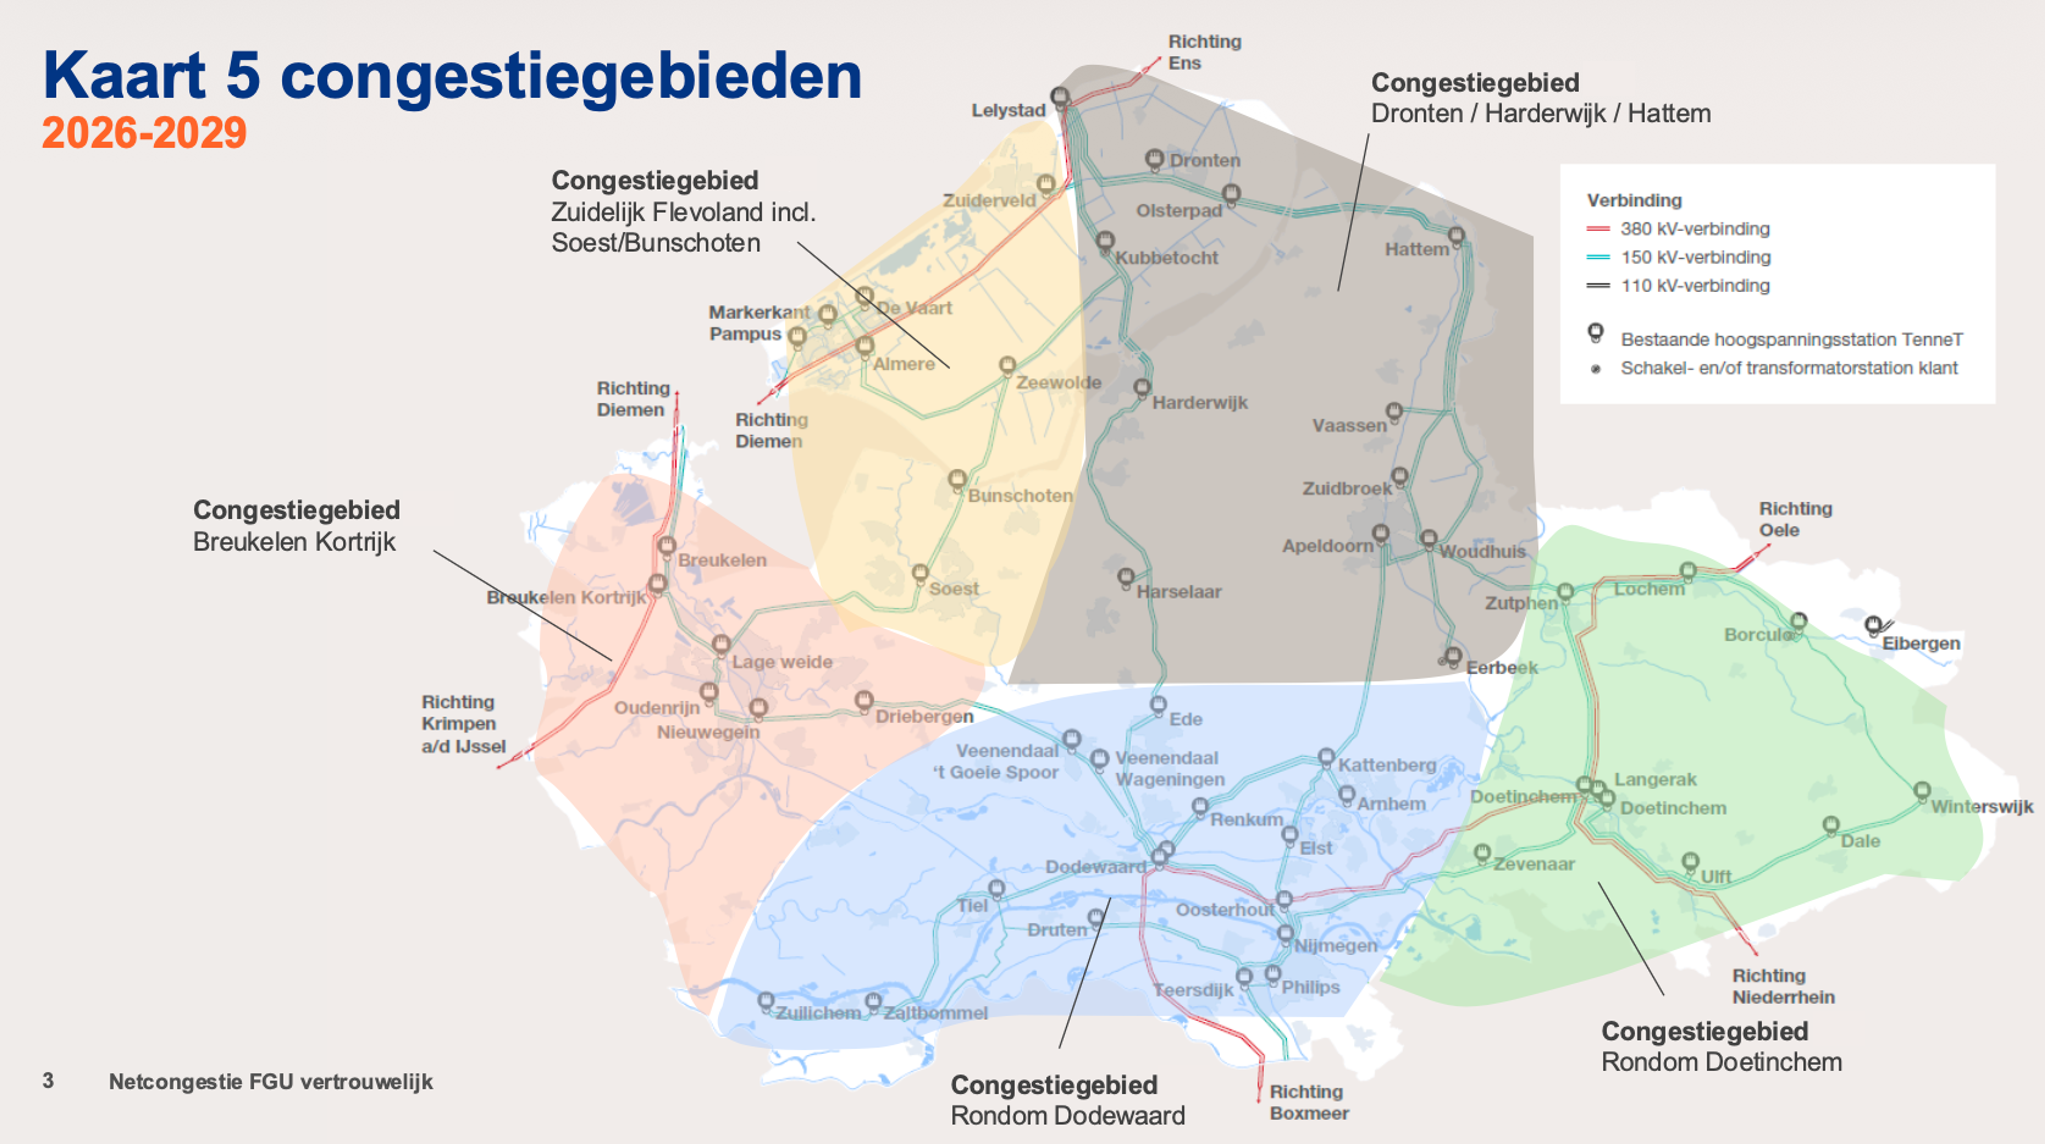 Kaart 5 congestiegebieden
2026-2029
Richting
Ens
Congestiegebied
Dronten / Harderwijk / Hattem
Lelystad
Dronten
Congestiegebied
Zuidelijk Flevoland incl.
Soest/Bunschoten
Zuiderveld
Olsterpad
Hattem
Kubbetocht
Verbinding
380 kV-verbinding
150 kV-verbinding
110 kV-verbinding
Bestaande hoogspanningsstation TenneT
Schakel- en/of transformatorstation klant
Markerkant
Pampus
De Vaart
Almere
Zeewolde
Richting
Diemen
Richting
Diemen
Harderwijk
Vaassen
Zuidbroek
Bunschoten
Congestiegebied
Breukelen Kortrijk
Richting
Oele
Apeldoorn
Woudhuis
Breukelen
Breukelen Kortrijk
Soest
Harselaar
Zutphen
Lochem
Borculo
Eibergen
Lage weide
Eerbeek
Richting
Krimpen
a/d IJssel
Oudenrijn
Nieuwegein
Driebergen
Ede
Veenendaal
't Goeie Spoor
Veenendaal
Wageningen
Kattenberg
Arnhem
Renkum
Elst
Langerak
Doetinchem
Doetinchem
Winterswijk
Dale
Zevenaar
Ulft
Dodewaard
Tiel
Druten
Oosterhout
Nijmegen
Teersdijk
Philips
Zuilichem
Zaltbommel
Richting
Niederrhein
Congestiegebied
Rondom Doetinchem
Congestiegebied
Rondom Dodewaard
Richting
Boxmeer
3
Netcongestie FGU vertrouwelijk